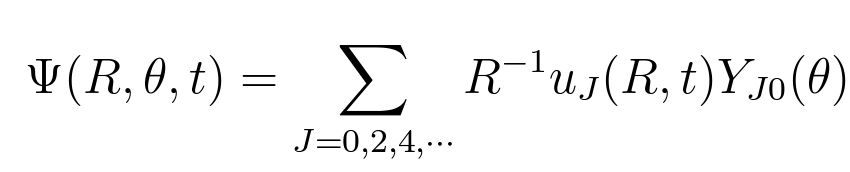 Ψ(R, θ, t) = ∑_{J=0,2,4,⋯} R^{−1}u_J(R, t)Y_{J0}(θ)